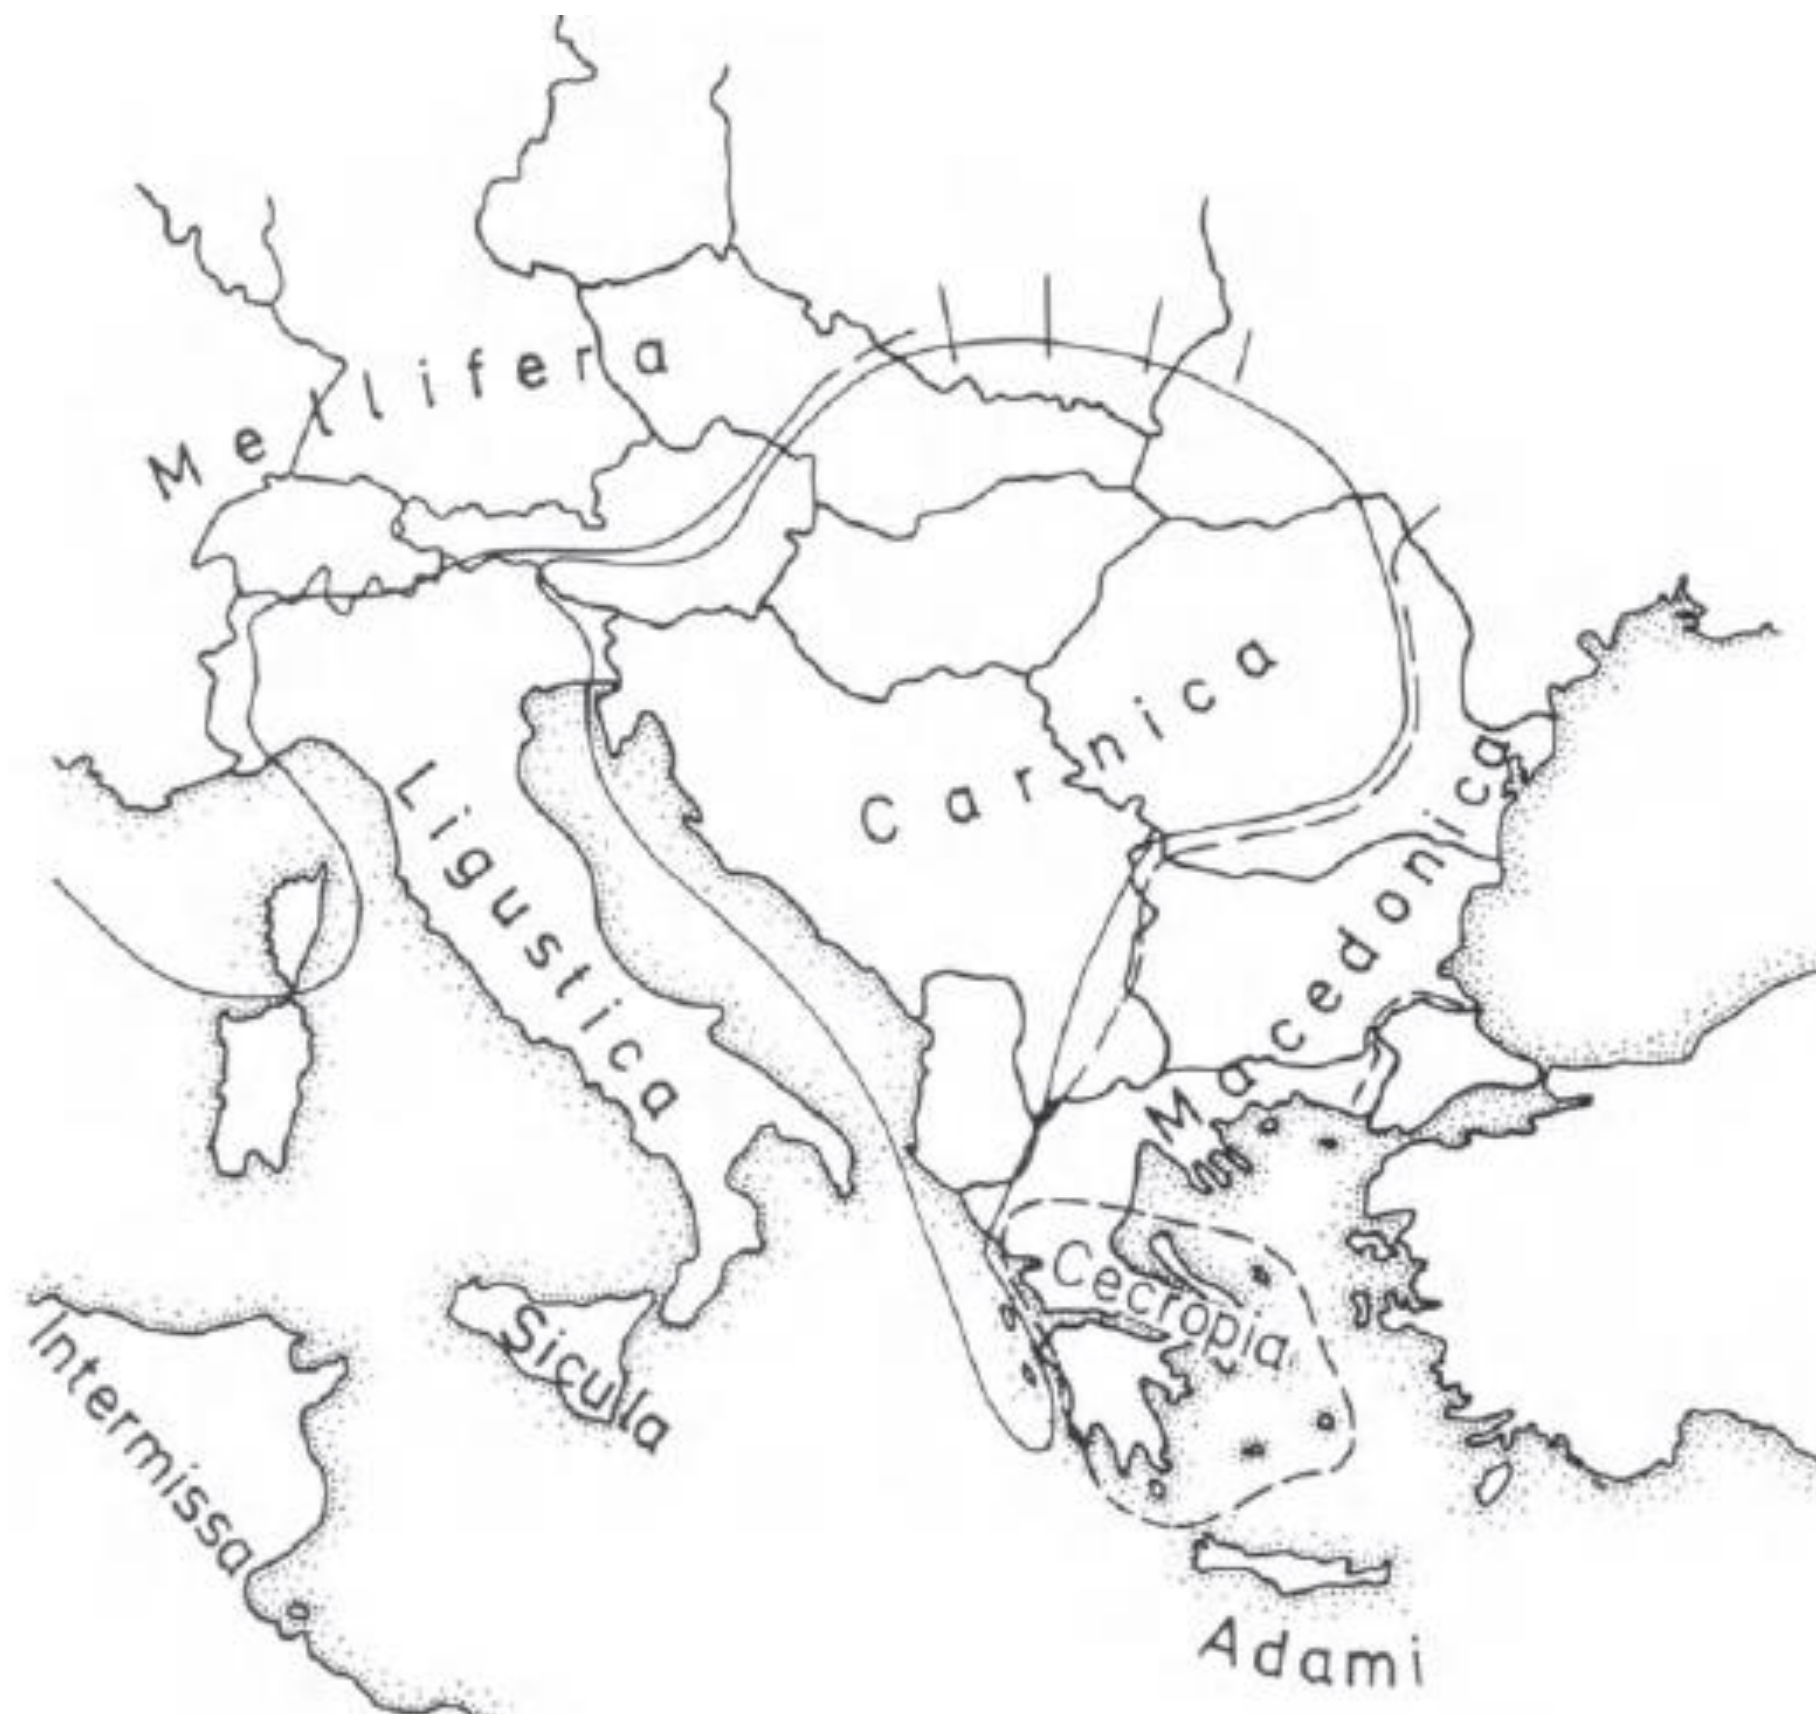 Mellifera
Carnica
Ligustica
Macedonica
Cecropia
Sicula
Intermissa
Adami